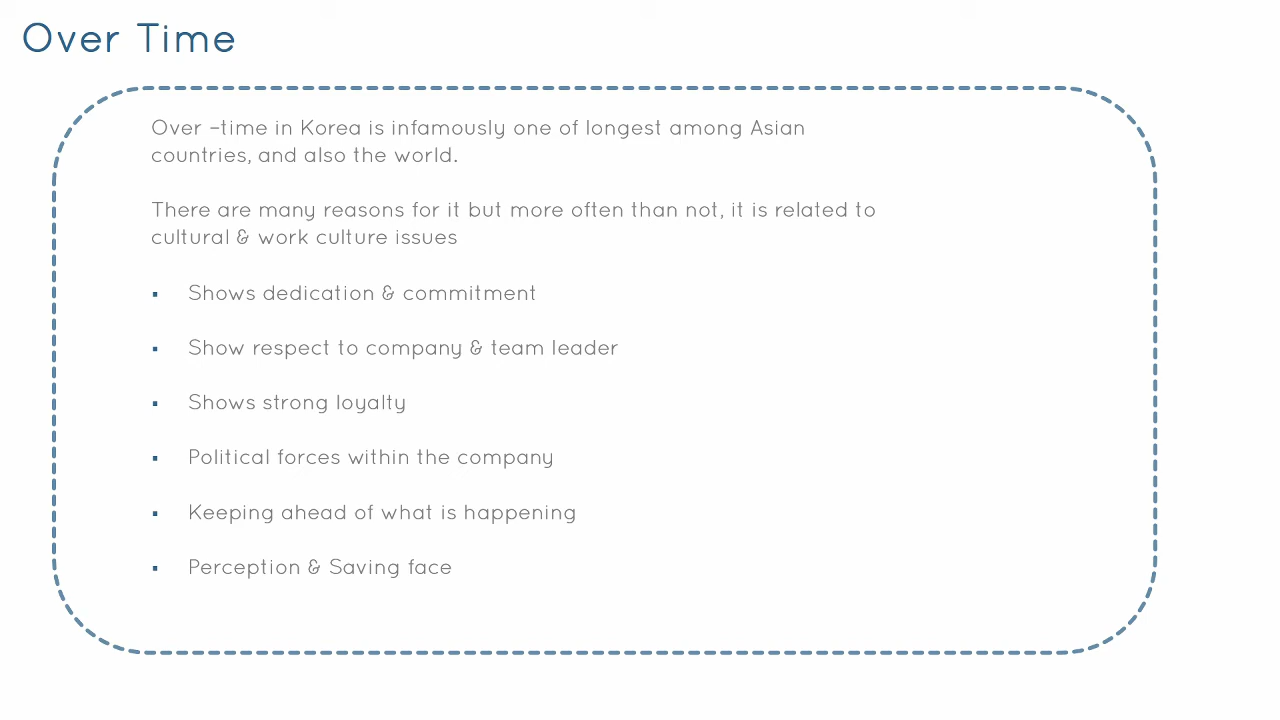 Over Time
Over –time in Korea is infamously one of longest among Asian
countries, and also the world.
There are many reasons for it but more often than not, it is related to
cultural & work culture issues
▪ Shows dedication & commitment
▪ Show respect to company & team leader
▪ Shows strong loyalty
▪ Political forces within the company
▪ Keeping ahead of what is happening
▪ Perception & Saving face